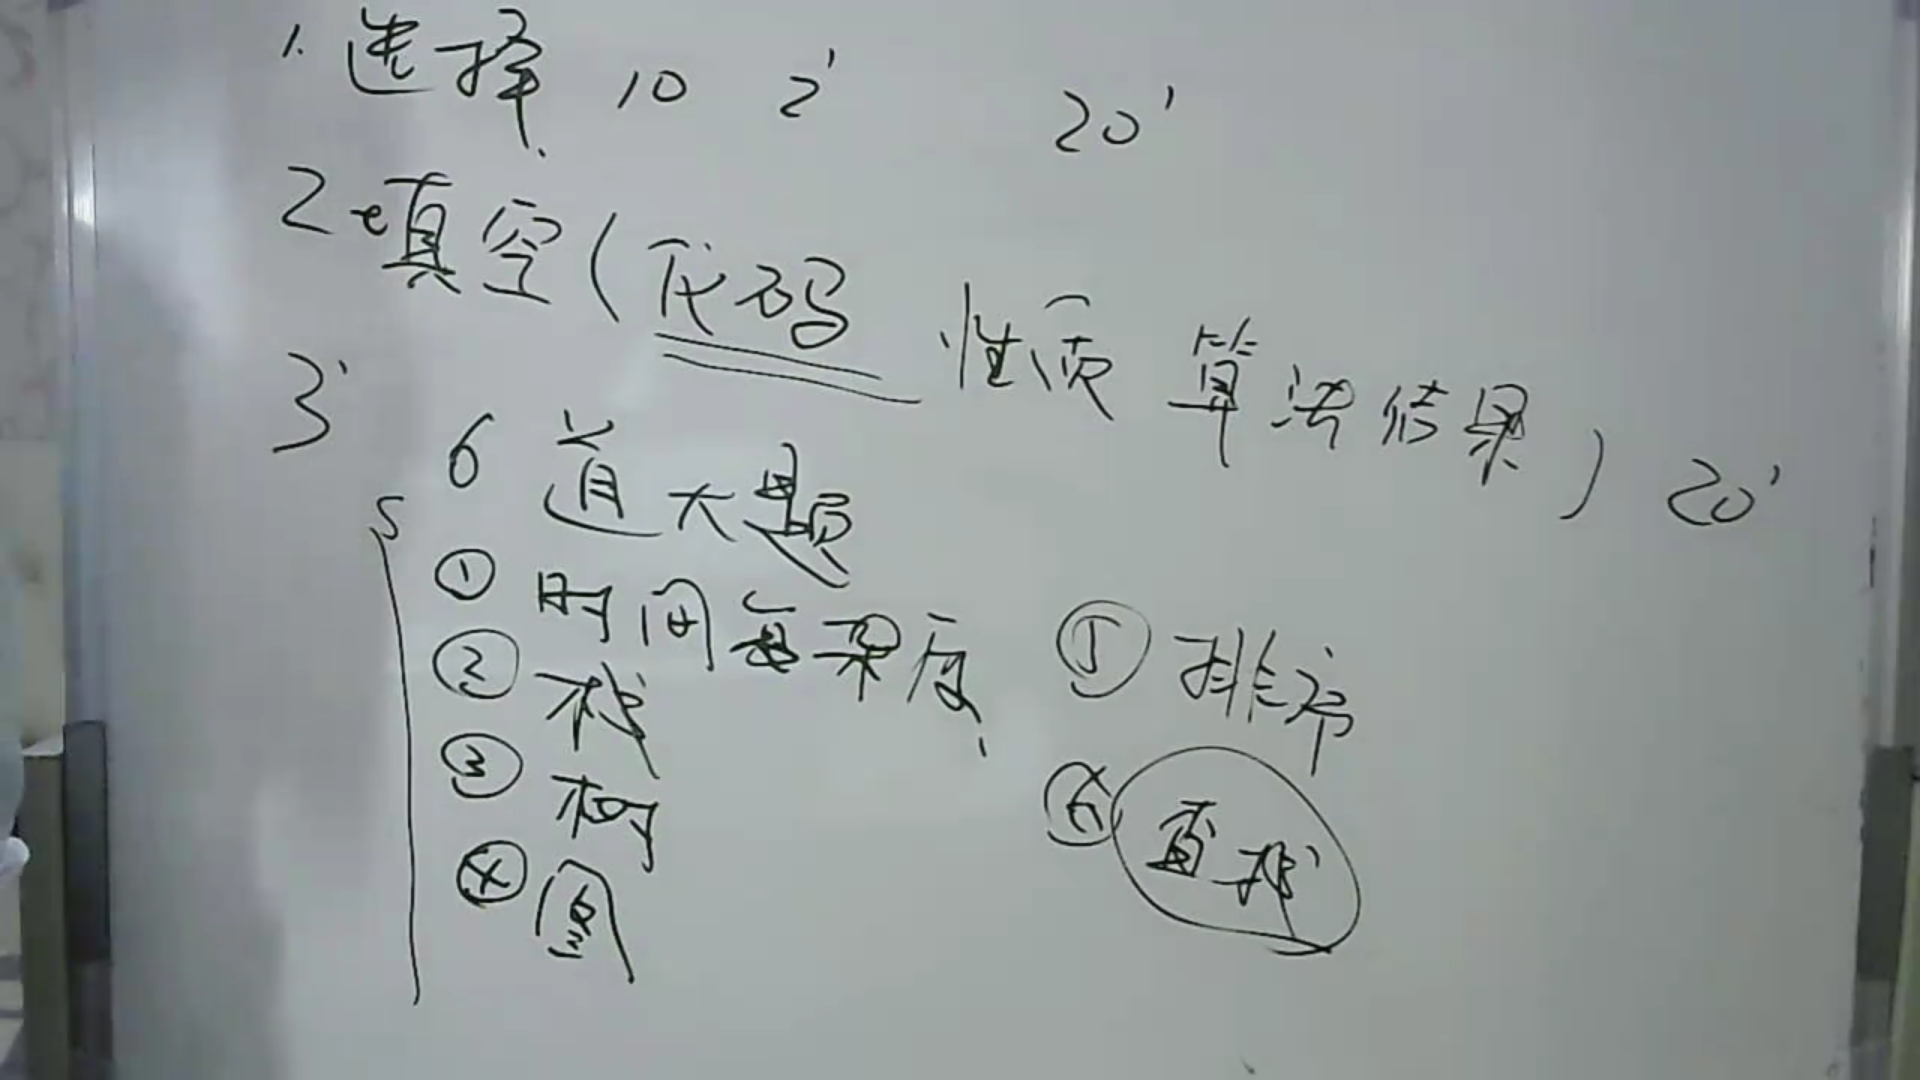 1. 选择 10 2' 20'
2. 填空 (代码 性质 算法结果) 20'
3. 6 道大题
① 时间复杂度
② 栈
③ 树
④ 图
⑤ 排序
⑥ 查找